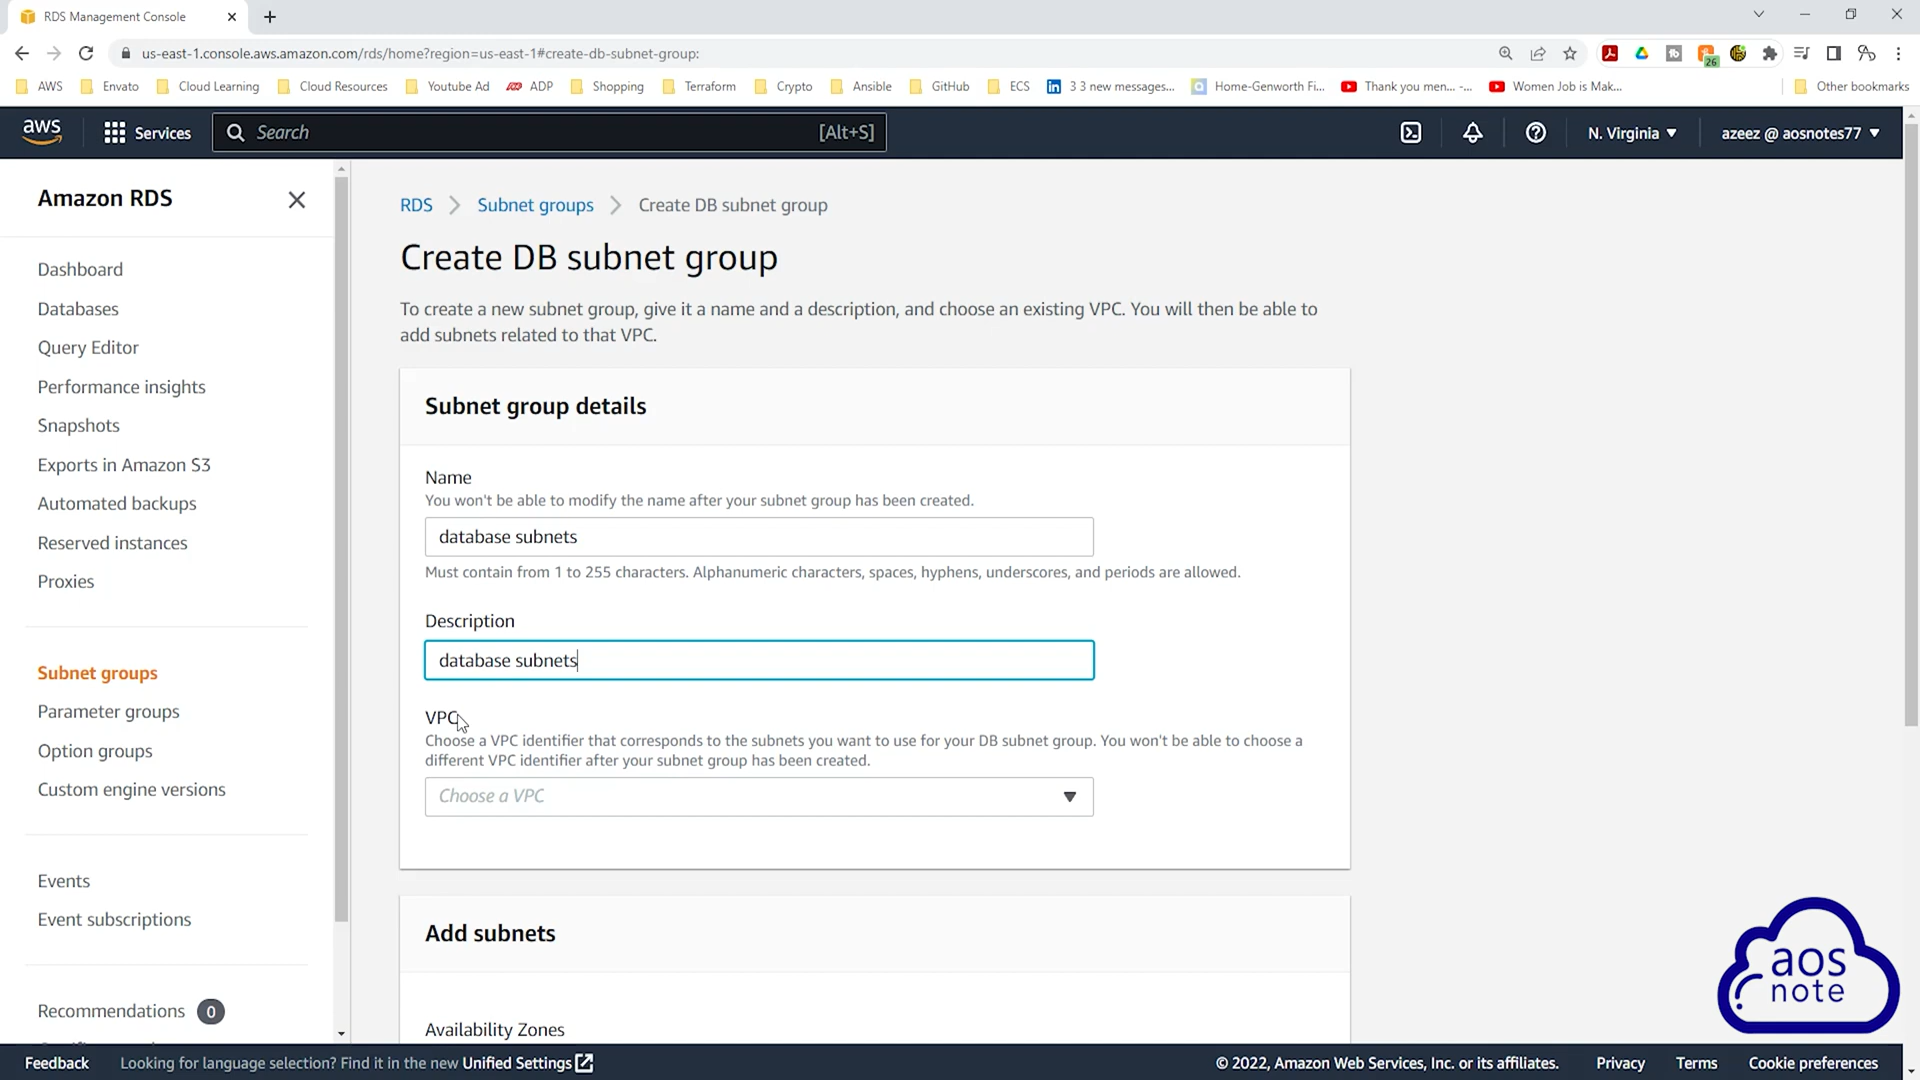 RDS Management Console
us-east-1.console.aws.amazon.com/rds/home?region=us-east-1#create-db-subnet-group:
26
AWS Envato Cloud Learning Cloud Resources Youtube Ad ADP Shopping Terraform Crypto Ansible GitHub ECS 3 3 new messages... Home-Genworth Fi... Thank you men... -... Women Job is Mak... Other bookmarks
aws Services Search [Alt+S] N. Virginia azeez @ aosnotes77
Amazon RDS
Dashboard
Databases
Query Editor
Performance insights
Snapshots
Exports in Amazon S3
Automated backups
Reserved instances
Proxies
Subnet groups
Parameter groups
Option groups
Custom engine versions
Events
Event subscriptions
Recommendations 0
RDS Subnet groups Create DB subnet group
Create DB subnet group
To create a new subnet group, give it a name and a description, and choose an existing VPC. You will then be able to
add subnets related to that VPC.
Subnet group details
Name
You won't be able to modify the name after your subnet group has been created.
database subnets
Must contain from 1 to 255 characters. Alphanumeric characters, spaces, hyphens, underscores, and periods are allowed.
Description
database subnets
VPC
Choose a VPC identifier that corresponds to the subnets you want to use for your DB subnet group. You won't be able to choose a
different VPC identifier after your subnet group has been created.
Choose a VPC
Add subnets
Availability Zones
aos
note
Feedback Looking for language selection? Find it in the new Unified Settings © 2022, Amazon Web Services, Inc. or its affiliates. Privacy Terms Cookie preferences